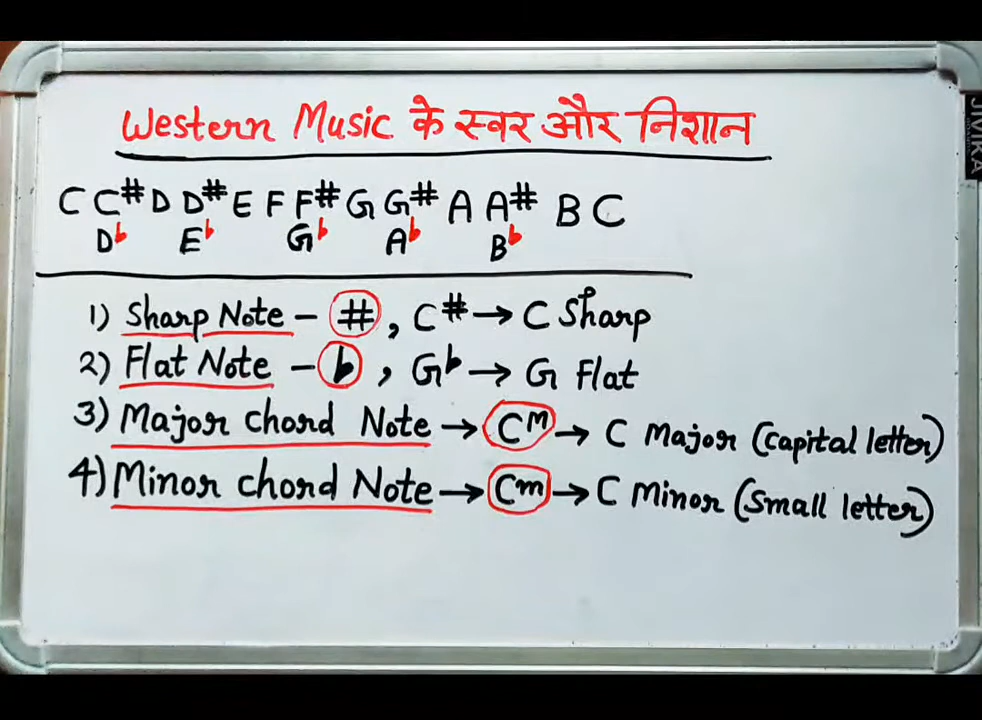 Western Music के स्वर और निशान
C C# D D# E F F# G G# A A# B C
D♭ E♭ G♭ A♭ B♭
1) Sharp Note - #, C# → C Sharp
2) Flat Note - ♭, G♭ → G Flat
3) Major chord Note → CM → C Major (Capital letter)
4) Minor chord Note → Cm → C Minor (Small letter)
JIVIKA